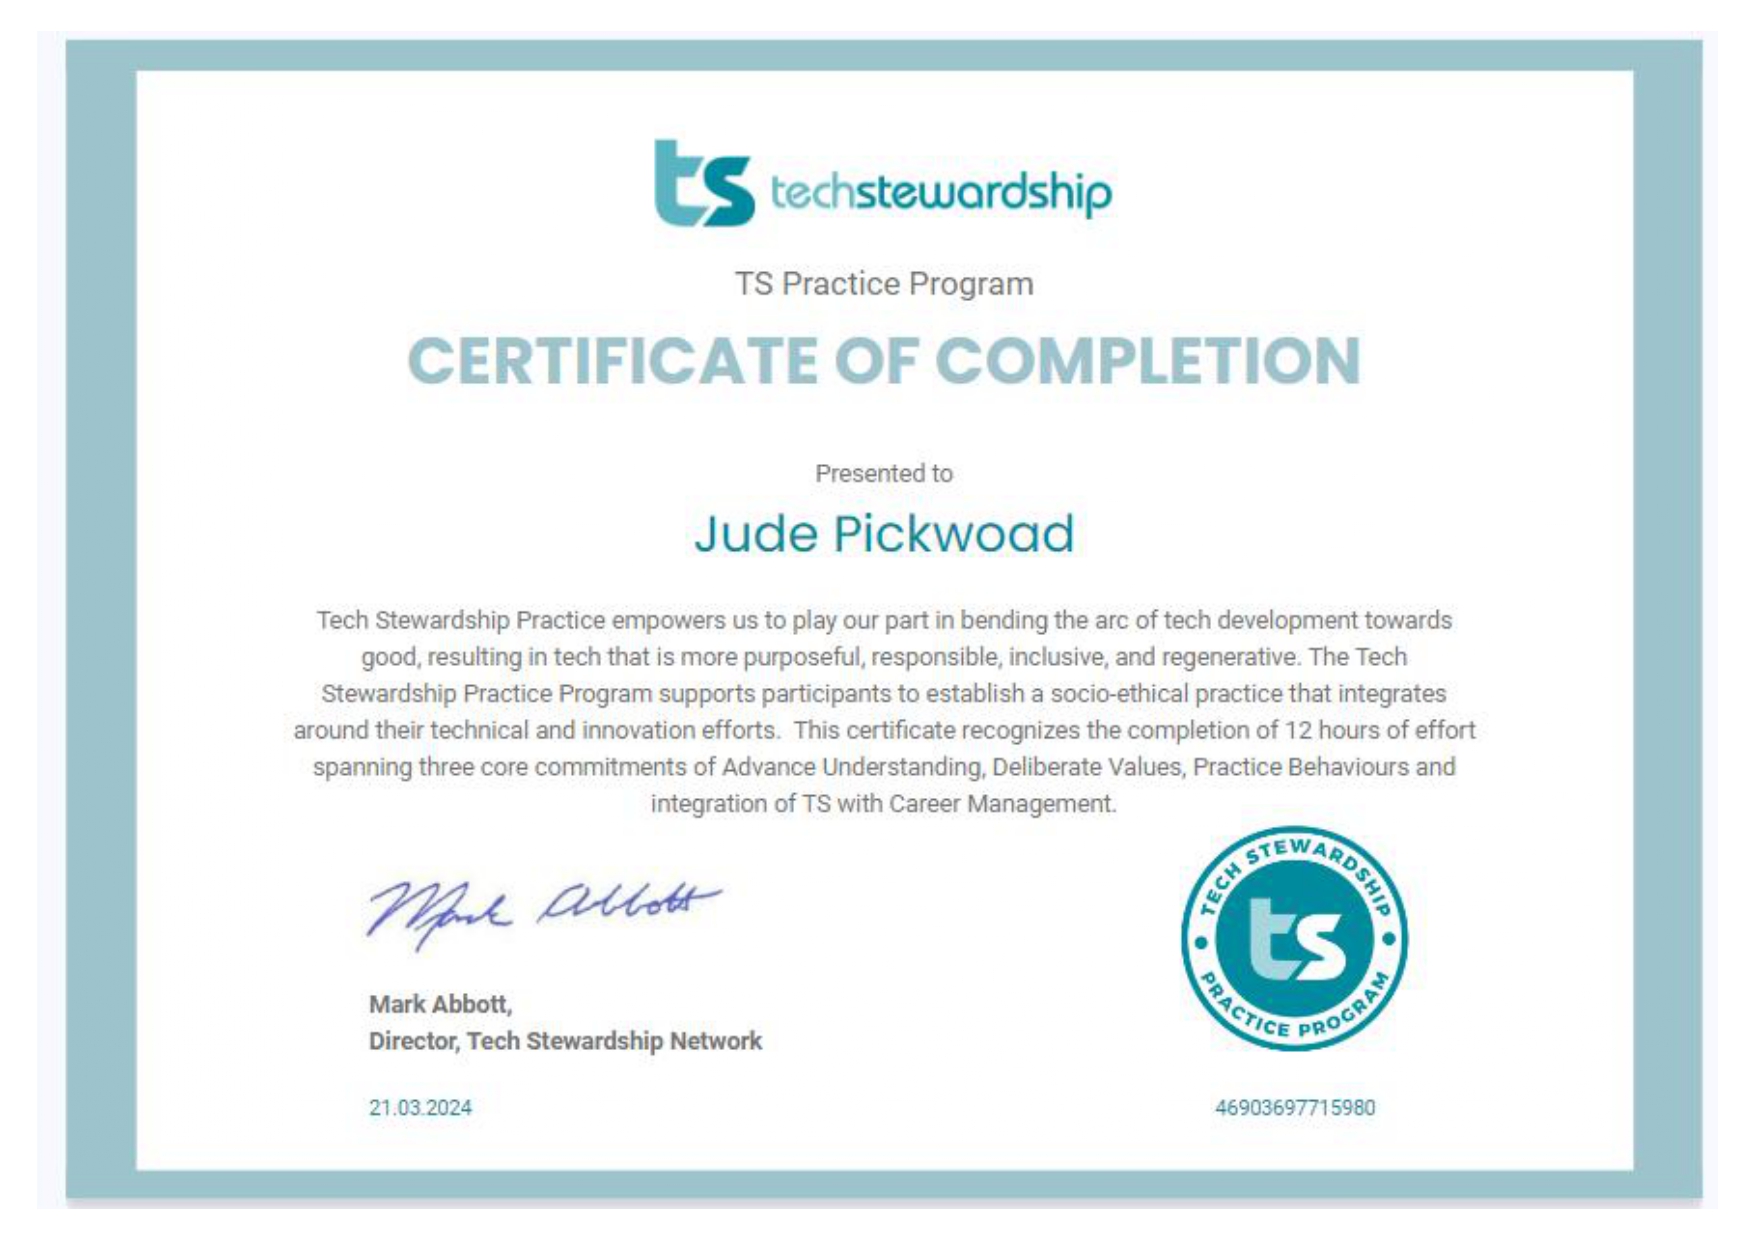 ts techstewardship
TS Practice Program
CERTIFICATE OF COMPLETION
Presented to
Jude Pickwoad
Tech Stewardship Practice empowers us to play our part in bending the arc of tech development towards
good, resulting in tech that is more purposeful, responsible, inclusive, and regenerative. The Tech
Stewardship Practice Program supports participants to establish a socio-ethical practice that integrates
around their technical and innovation efforts.  This certificate recognizes the completion of 12 hours of effort
spanning three core commitments of Advance Understanding, Deliberate Values, Practice Behaviours and
integration of TS with Career Management.
Mark Abbott
Mark Abbott,
Director, Tech Stewardship Network
21.03.2024
TECH STEWARDSHIP
ts
PRACTICE PROGRAM
46903697715980